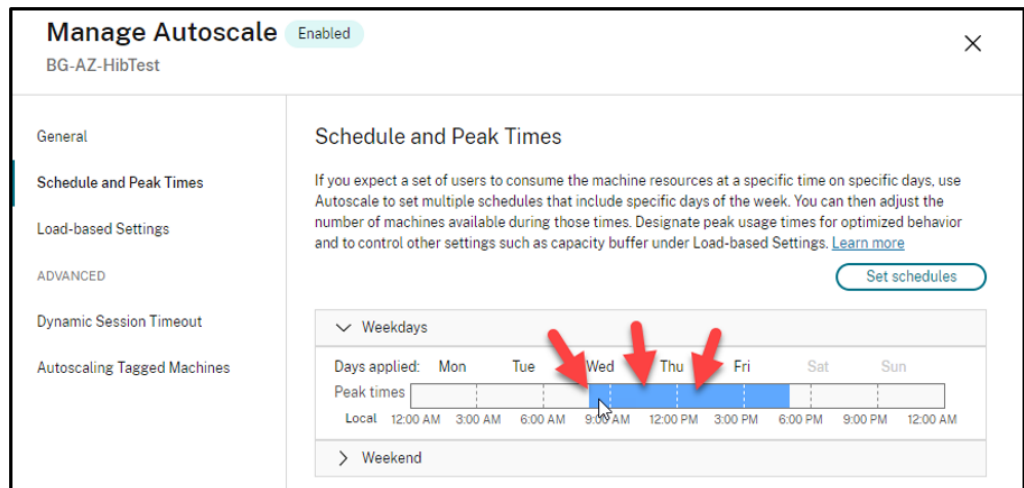 Manage Autoscale Enabled
BG-AZ-HibTest
General
Schedule and Peak Times
Load-based Settings
ADVANCED
Dynamic Session Timeout
Autoscaling Tagged Machines
Schedule and Peak Times
If you expect a set of users to consume the machine resources at a specific time on specific days, use
Autoscale to set multiple schedules that include specific days of the week. You can then adjust the
number of machines available during those times. Designate peak usage times for optimized behavior
and to control other settings such as capacity buffer under Load-based Settings. Learn more
Set schedules
Weekdays
Days applied: Mon Tue Wed Thu Fri Sat Sun
Peak times
Local 12:00 AM 3:00 AM 6:00 AM 9:00 AM 12:00 PM 3:00 PM 6:00 PM 9:00 PM 12:00 AM
Weekend